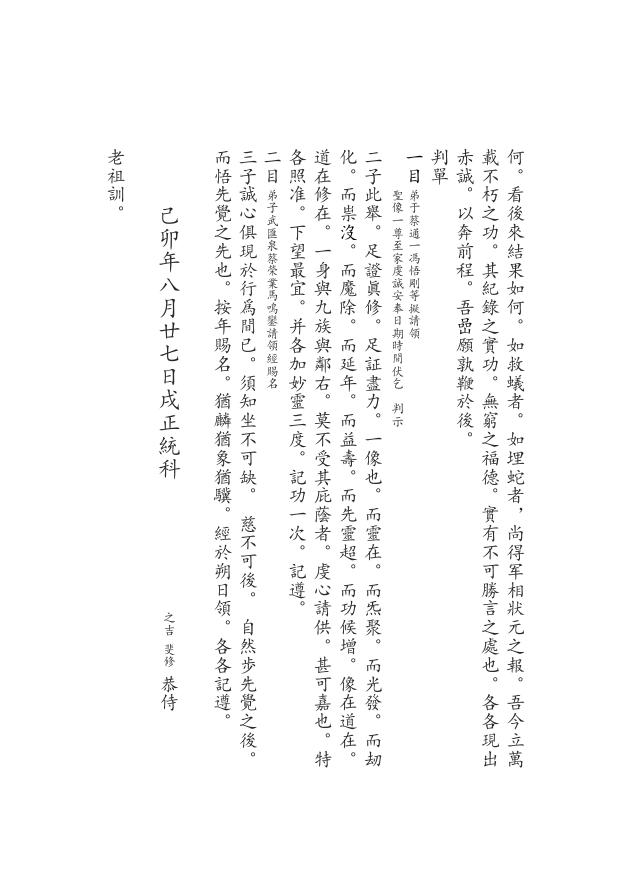 何。看後來結果如何。如救蟻者。如埋蛇者，尚得宰相狀元之報。吾今立萬
載不朽之功。其紀錄之實功。無窮之福德。實有不可勝言之處也。各各現出
赤誠。以奔前程。吾嵒願執鞭於後。
判單
一目 弟子蔡通一馮悟剛等擬請領
聖像一尊至家虔誠安奉日期時間伏乞 判示
二子此舉。足證眞修。足証盡力。一像也。而靈在。而炁聚。而光發。而劫
化。而祟沒。而魔除。而延年。而益壽。而先靈超。而功候增。像在道在。
道在修在。一身與九族與鄰右。莫不受其庇蔭者。虔心請供。甚可嘉也。特
各照准。下望最宜。并各加妙靈三度。記功一次。記遵。
二目 弟子武匯泉蔡榮業馬鳴鑾請領經賜名
三子誠心俱現於行爲間已。須知坐不可缺。 慈不可後。 自然步先覺之後。
而悟先覺之先也。按年賜名。猶麟猶象猶驥。經於朔日領。各各記遵。
己卯年八月廿七日戌正統科 之吉 斐修 恭侍
老祖訓。